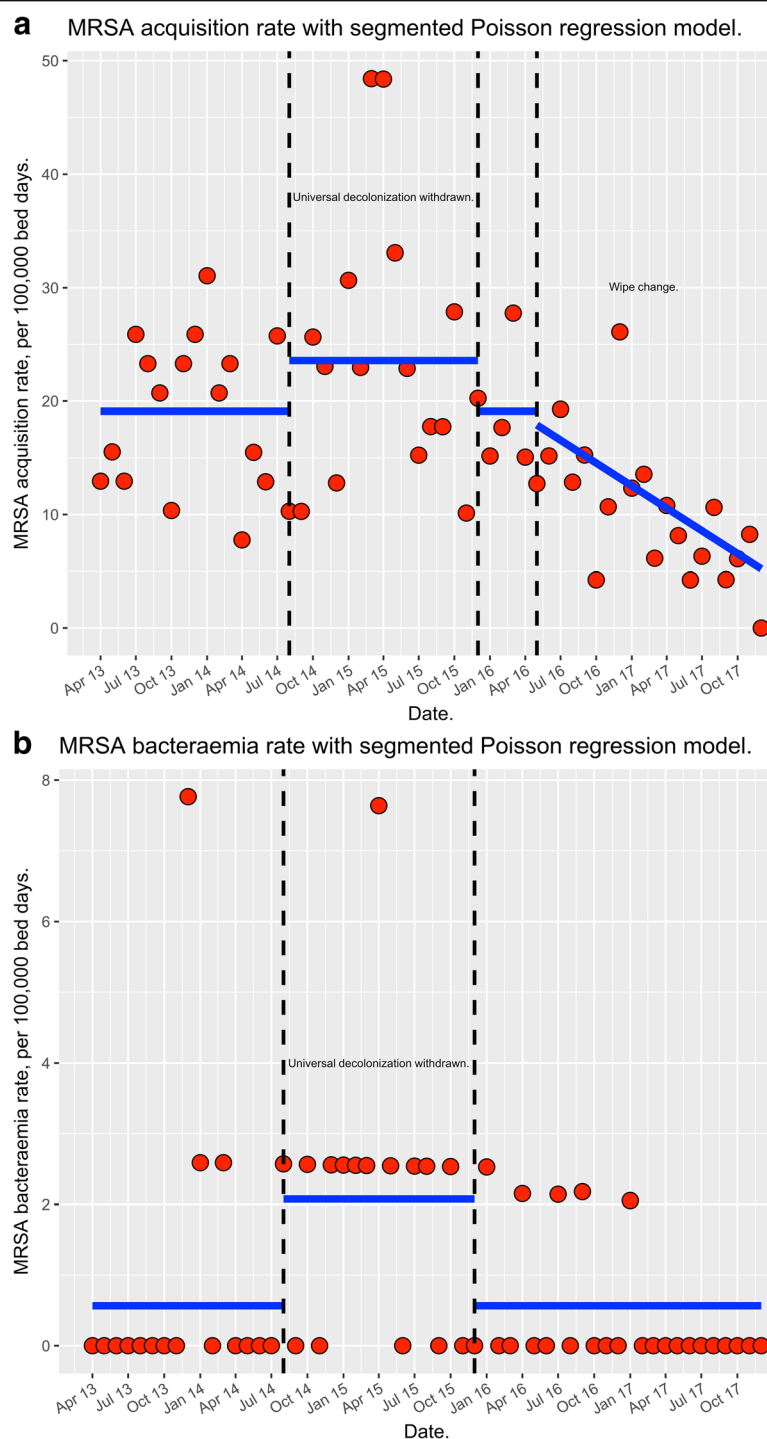 a MRSA acquisition rate with segmented Poisson regression model.
MRSA acquisition rate, per 100,000 bed days.
50
40
30
20
10
0
Universal decolonization withdrawn.
Wipe change.
Apr 13 Jul 13 Oct 13 Jan 14 Apr 14 Jul 14 Oct 14 Jan 15 Apr 15 Jul 15 Oct 15 Jan 16 Apr 16 Jul 16 Oct 16 Jan 17 Apr 17 Jul 17 Oct 17
Date.
b MRSA bacteraemia rate with segmented Poisson regression model.
MRSA bacteraemia rate, per 100,000 bed days.
8
6
4
2
0
Universal decolonization withdrawn.
Apr 13 Jul 13 Oct 13 Jan 14 Apr 14 Jul 14 Oct 14 Jan 15 Apr 15 Jul 15 Oct 15 Jan 16 Apr 16 Jul 16 Oct 16 Jan 17 Apr 17 Jul 17 Oct 17
Date.